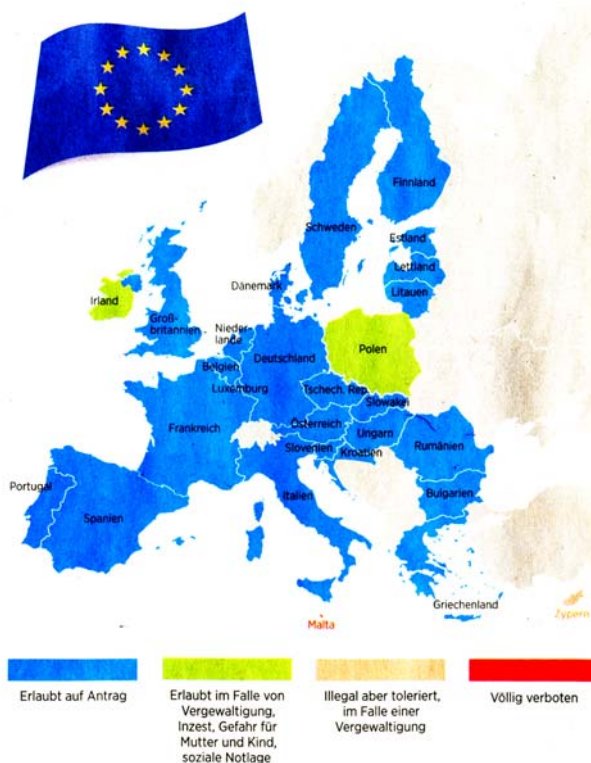 Finnland
Schweden
Estland
Lettland
Dänemark
Litauen
Irland
Groß-
britannien
Nieder-
lande
Polen
Deutschland
Belgien
Luxemburg
Tschech. Rep.
Slowakei
Österreich
Frankreich
Ungarn
Rumänien
Slovenien
Kroatien
Portugal
Bulgarien
Italien
Spanien
Griechenland
Zypern
Malta
Erlaubt auf Antrag
Erlaubt im Falle von
Vergewaltigung,
Inzest, Gefahr für
Mutter und Kind,
soziale Notlage
Illegal aber toleriert,
im Falle einer
Vergewaltigung
Völlig verboten